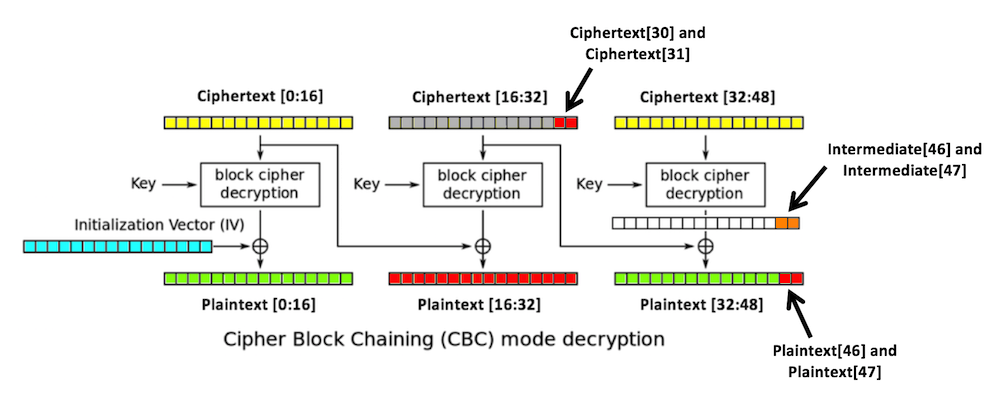 Ciphertext[30] and
Ciphertext[31]
Ciphertext [0:16]
Ciphertext [16:32]
Ciphertext [32:48]
Intermediate[46] and
Intermediate[47]
Key
block cipher
decryption
Key
block cipher
decryption
Key
block cipher
decryption
Initialization Vector (IV)
Plaintext [0:16]
Plaintext [16:32]
Plaintext [32:48]
Cipher Block Chaining (CBC) mode decryption
Plaintext[46] and
Plaintext[47]